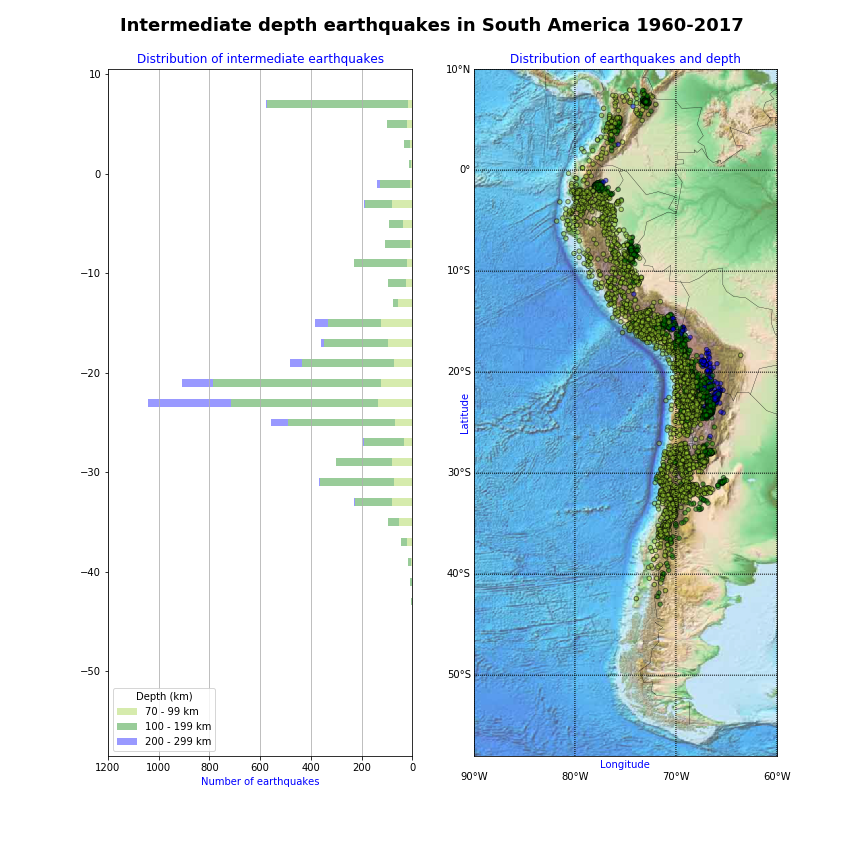 Intermediate depth earthquakes in South America 1960-2017
Distribution of intermediate earthquakes
10
0
−10
−20
−30
−40
−50
Depth (km)
70 - 99 km
100 - 199 km
200 - 299 km
1200 1000 800 600 400 200 0
Number of earthquakes
Distribution of earthquakes and depth
10°N
0°
10°S
20°S
30°S
40°S
50°S
Latitude
Longitude
90°W 80°W 70°W 60°W